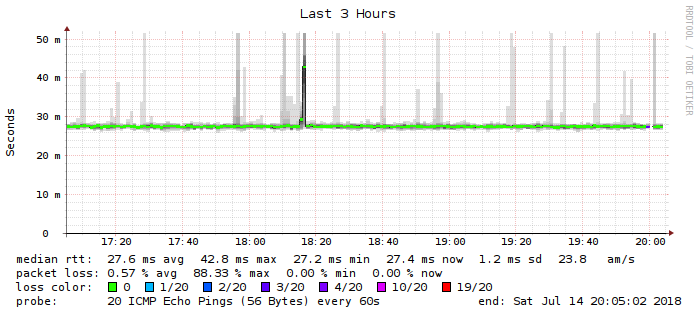 Last 3 Hours
RRDTOOL / TOBI OETIKER
Seconds
50 m
40 m
30 m
20 m
10 m
0
17:20 17:40 18:00 18:20 18:40 19:00 19:20 19:40 20:00
median rtt: 27.6 ms avg 42.8 ms max 27.2 ms min 27.4 ms now 1.2 ms sd 23.8 am/s
packet loss: 0.57 % avg 88.33 % max 0.00 % min 0.00 % now
loss color: 0 1/20 2/20 3/20 4/20 10/20 19/20
probe: 20 ICMP Echo Pings (56 Bytes) every 60s end: Sat Jul 14 20:05:02 2018